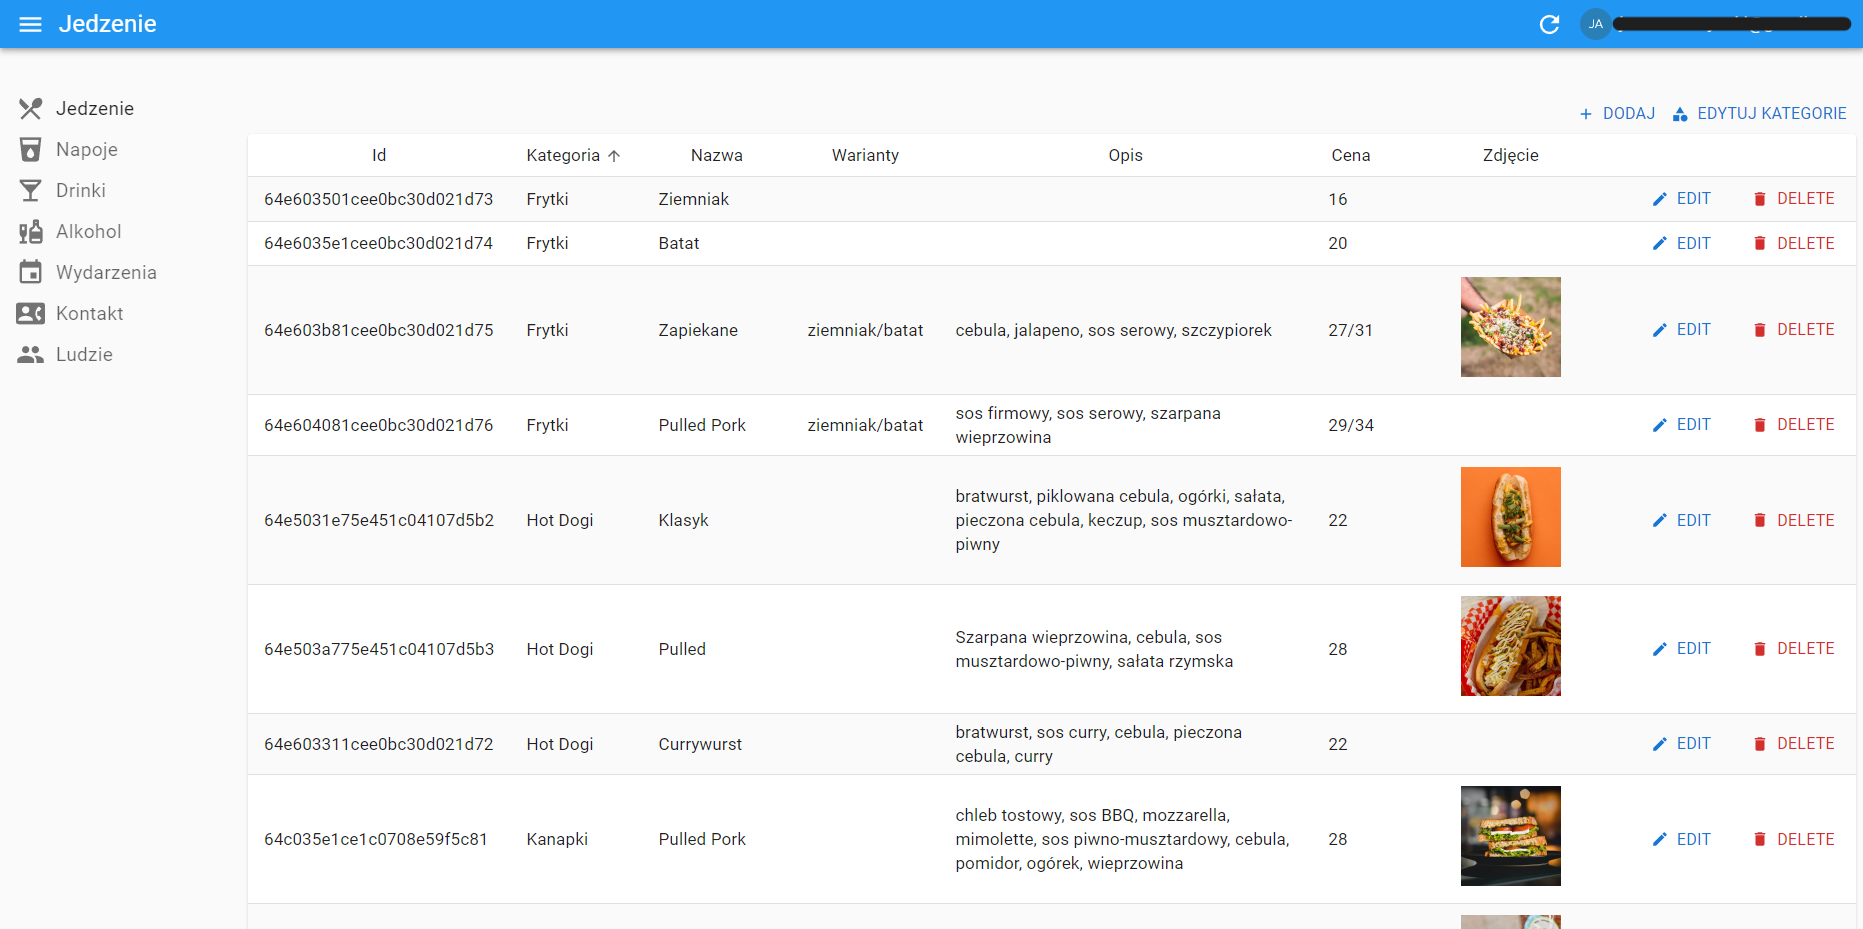 Jedzenie
JA
Jedzenie
Napoje
Drinki
Alkohol
Wydarzenia
Kontakt
Ludzie
DODAJ EDYTUJ KATEGORIE
Id Kategoria Nazwa Warianty Opis Cena Zdjęcie
64e603501cee0bc30d021d73 Frytki Ziemniak 16 EDIT DELETE
64e6035e1cee0bc30d021d74 Frytki Batat 20 EDIT DELETE
64e603b81cee0bc30d021d75 Frytki Zapiekane ziemniak/batat cebula, jalapeno, sos serowy, szczypiorek 27/31 EDIT DELETE
64e604081cee0bc30d021d76 Frytki Pulled Pork ziemniak/batat sos firmowy, sos serowy, szarpana
wieprzowina 29/34 EDIT DELETE
64e5031e75e451c04107d5b2 Hot Dogi Klasyk bratwurst, piklowana cebula, ogórki, sałata,
pieczona cebula, keczup, sos musztardowo-
piwny 22 EDIT DELETE
64e503a775e451c04107d5b3 Hot Dogi Pulled Szarpana wieprzowina, cebula, sos
musztardowo-piwny, sałata rzymska 28 EDIT DELETE
64e603311cee0bc30d021d72 Hot Dogi Currywurst bratwurst, sos curry, cebula, pieczona
cebula, curry 22 EDIT DELETE
64c035e1ce1c0708e59f5c81 Kanapki Pulled Pork chleb tostowy, sos BBQ, mozzarella,
mimolette, sos piwno-musztardowy, cebula,
pomidor, ogórek, wieprzowina 28 EDIT DELETE